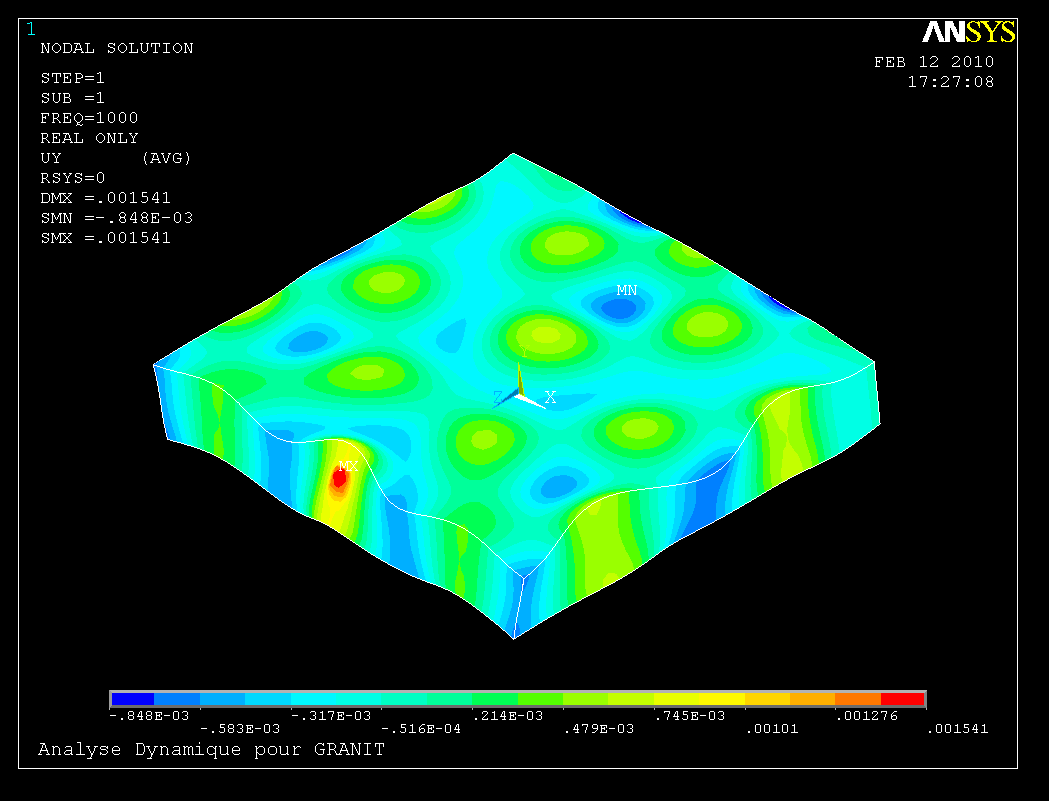 1
ANSYS
NODAL SOLUTION
FEB 12 2010
17:27:08
STEP=1
SUB =1
FREQ=1000
REAL ONLY
UY (AVG)
RSYS=0
DMX =.001541
SMN =-.848E-03
SMX =.001541
MN
Y
Z X
MX
-.848E-03 -.317E-03 .214E-03 .745E-03 .001276
-.583E-03 -.516E-04 .479E-03 .00101 .001541
Analyse Dynamique pour GRANIT